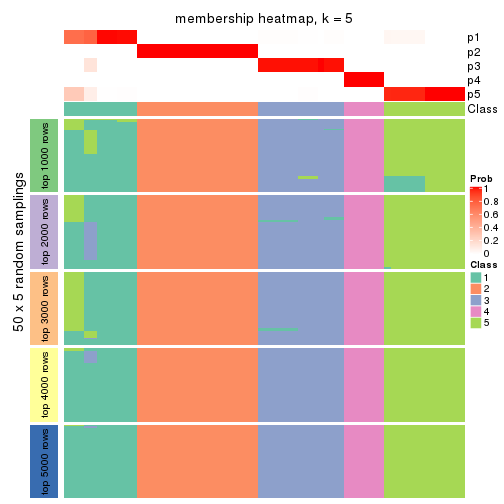 membership heatmap, k = 5
p1
p2
p3
p4
p5
Class
50 x 5 random samplings
top 1000 rows
top 2000 rows
top 3000 rows
top 4000 rows
top 5000 rows
Prob
1
0.8
0.6
0.4
0.2
0
Class
1
2
3
4
5